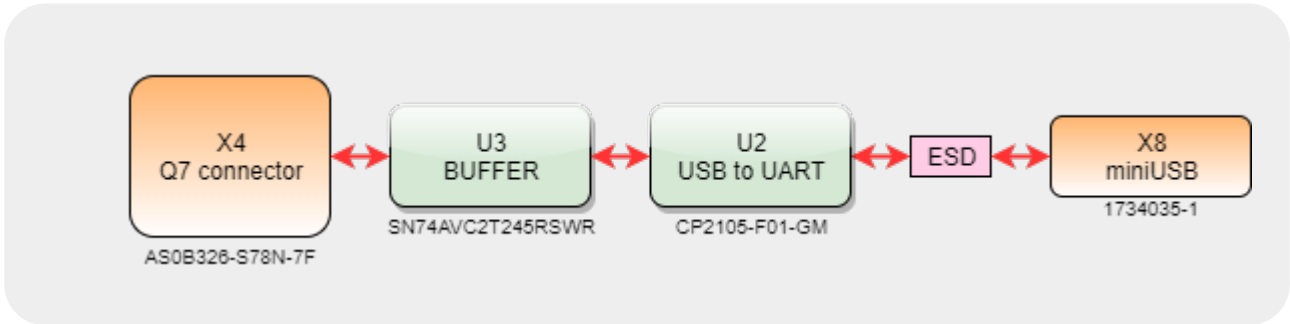 X4
Q7 connector
AS0B326-S78N-7F
U3
BUFFER
SN74AVC2T245RSWR
U2
USB to UART
CP2105-F01-GM
ESD
X8
miniUSB
1734035-1